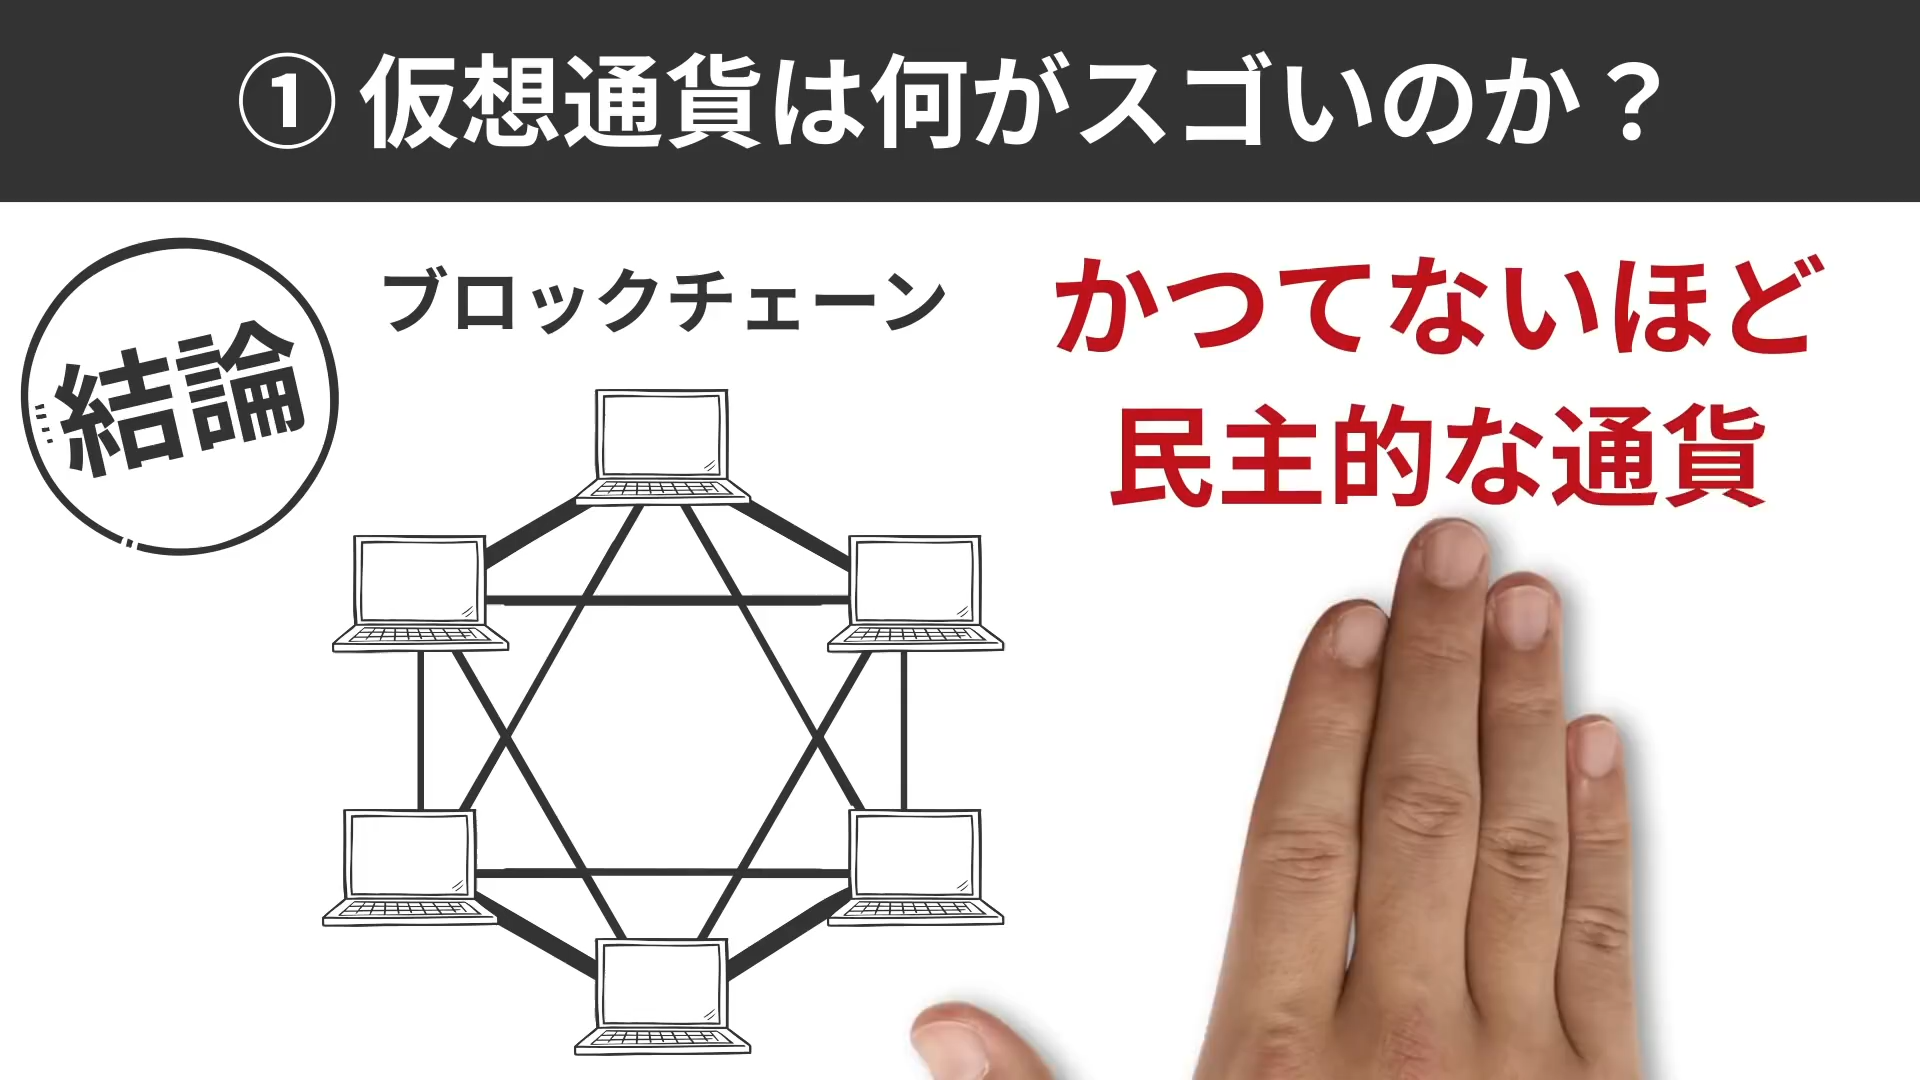 ① 仮想通貨は何がスゴいのか？
結論
ブロックチェーン
かつてないほど
民主的な通貨